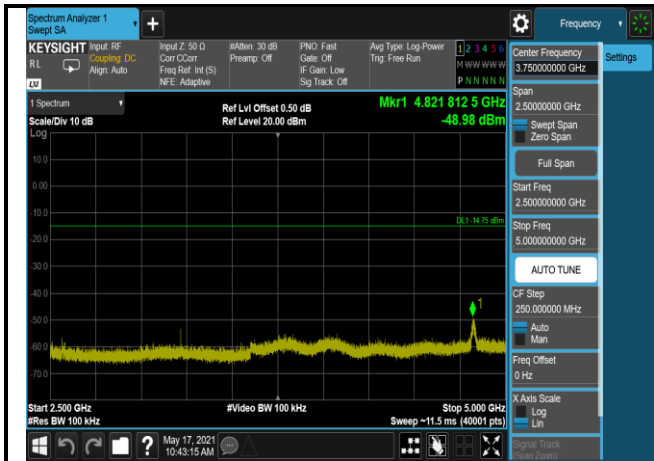 Spectrum Analyzer 1
Swept SA
Frequency
KEYSIGHT
RL
LXI
Input: RF
Coupling: DC
Align: Auto
Input Z: 50 Ω
Corr CCorr
Freq Ref: Int (S)
NFE: Adaptive
#Atten: 30 dB
Preamp: Off
PNO: Fast
Gate: Off
IF Gain: Low
Sig Track: Off
Avg Type: Log-Power
Trig: Free Run
1 2 3 4 5 6
M W W W W W
P N N N N N
1 Spectrum
Scale/Div 10 dB
Log
Ref Lvl Offset 0.50 dB
Ref Level 20.00 dBm
Mkr1 4.821 812 5 GHz
-48.98 dBm
10.0
0.00
-10.0
DL1 -14.75 dBm
-20.0
-30.0
-40.0
1
-50.0
-60.0
-70.0
Start 2.500 GHz
#Res BW 100 kHz
#Video BW 100 kHz
Stop 5.000 GHz
Sweep ~11.5 ms (40001 pts)
May 17, 2021
10:43:15 AM
Center Frequency
3.750000000 GHz
Settings
Span
2.50000000 GHz
Swept Span
Zero Span
Full Span
Start Freq
2.500000000 GHz
Stop Freq
5.000000000 GHz
AUTO TUNE
CF Step
250.000000 MHz
Auto
Man
Freq Offset
0 Hz
X Axis Scale
Log
Lin
Signal Track
(Span Zoom)